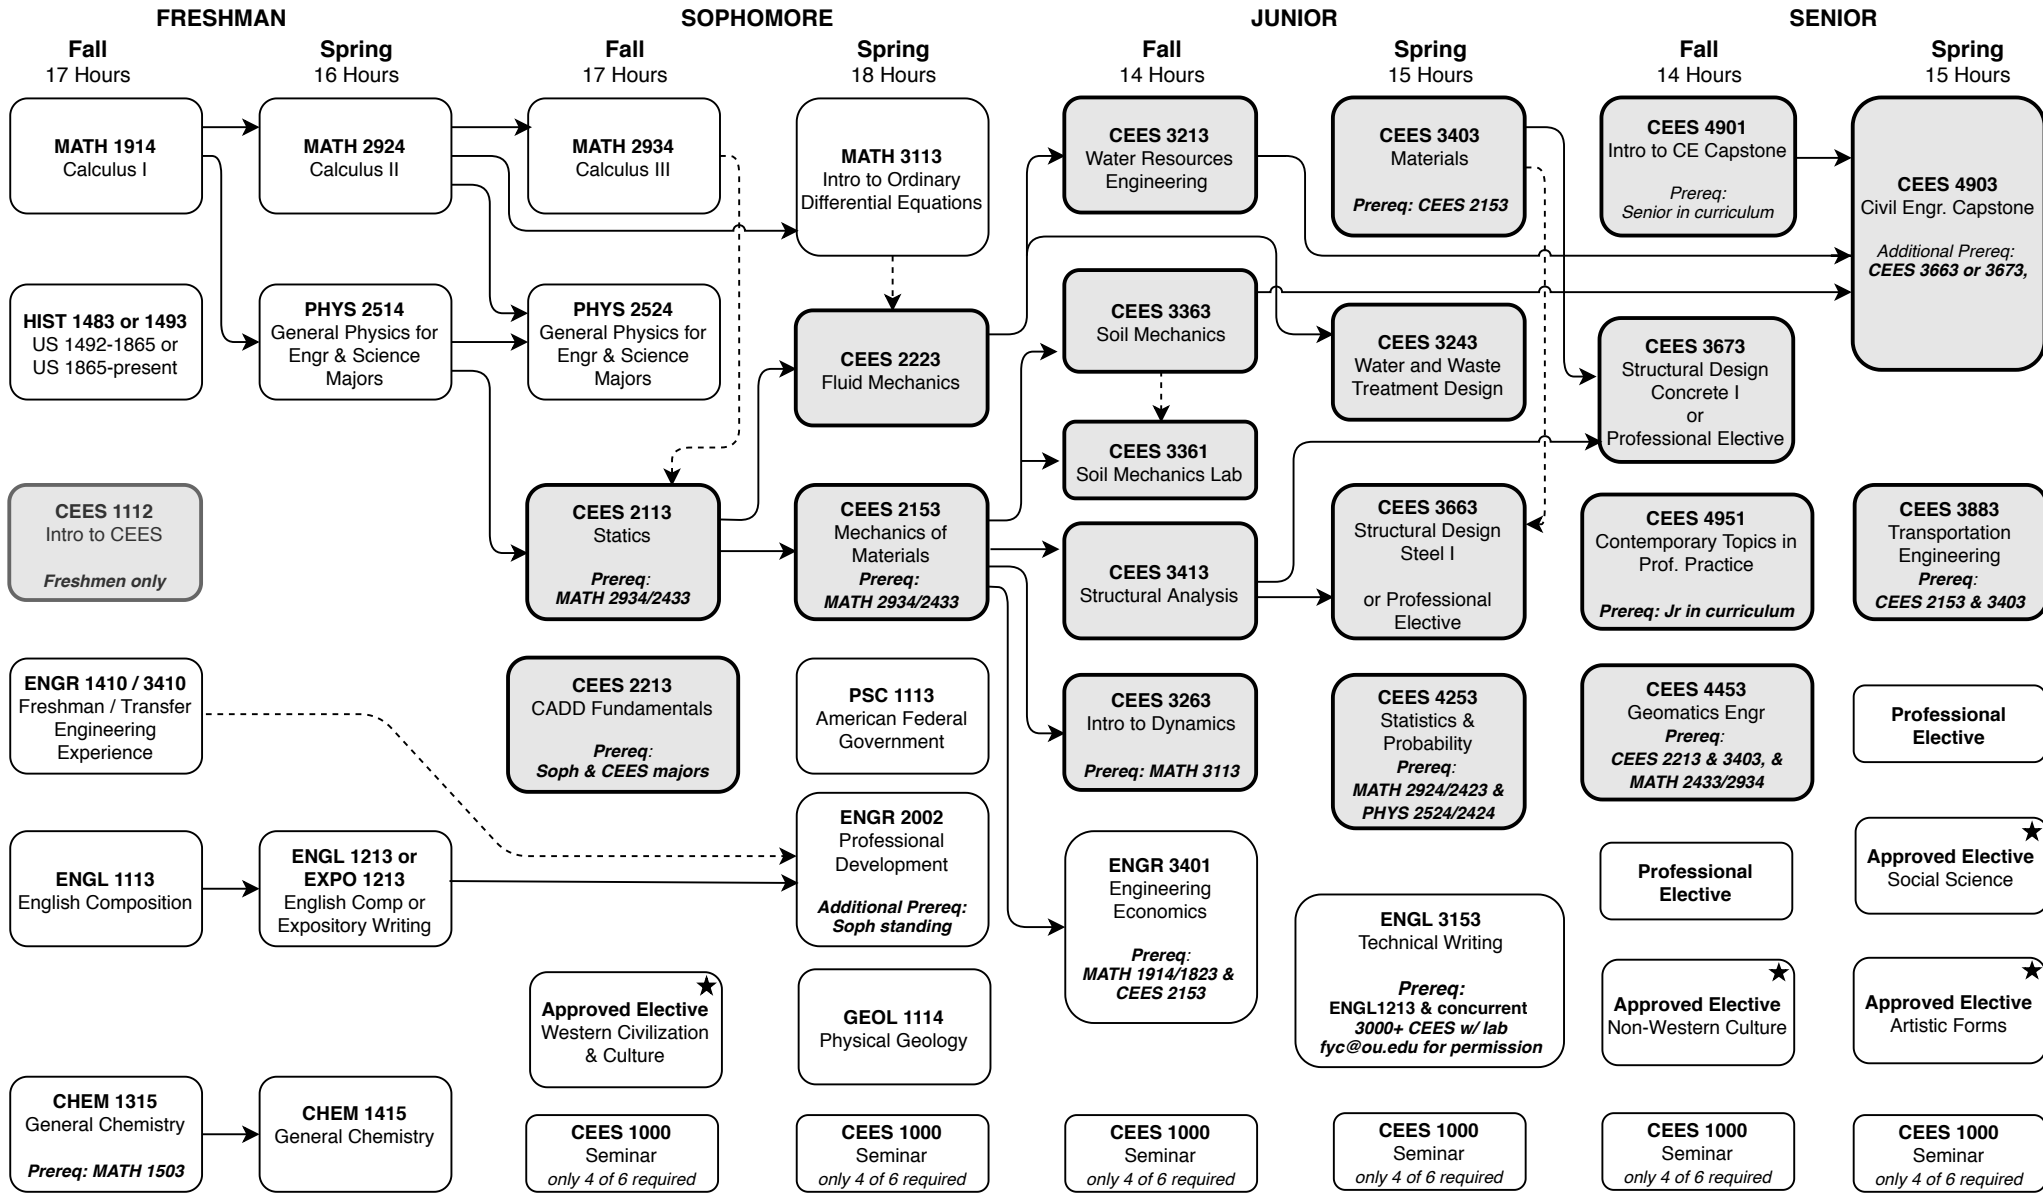 FRESHMAN
SOPHOMORE
JUNIOR
SENIOR
Fall
17 Hours
Spring
16 Hours
Fall
17 Hours
Spring
18 Hours
Fall
14 Hours
Spring
15 Hours
Fall
14 Hours
Spring
15 Hours
MATH 1914
Calculus I
HIST 1483 or 1493
US 1492-1865 or
US 1865-present
CEES 1112
Intro to CEES
Freshmen only
ENGR 1410 / 3410
Freshman / Transfer
Engineering
Experience
ENGL 1113
English Composition
CHEM 1315
General Chemistry
Prereq: MATH 1503
MATH 2924
Calculus II
PHYS 2514
General Physics for
Engr & Science
Majors
ENGL 1213 or
EXPO 1213
English Comp or
Expository Writing
CHEM 1415
General Chemistry
MATH 2934
Calculus III
PHYS 2524
General Physics for
Engr & Science
Majors
CEES 2113
Statics
Prereq:
MATH 2934/2433
CEES 2213
CADD Fundamentals
Prereq:
Soph & CEES majors
Approved Elective
Western Civilization
& Culture
CEES 1000
Seminar
only 4 of 6 required
MATH 3113
Intro to Ordinary
Differential Equations
CEES 2223
Fluid Mechanics
CEES 2153
Mechanics of
Materials
Prereq:
MATH 2934/2433
PSC 1113
American Federal
Government
ENGR 2002
Professional
Development
Additional Prereq:
Soph standing
GEOL 1114
Physical Geology
CEES 1000
Seminar
only 4 of 6 required
CEES 3213
Water Resources
Engineering
CEES 3363
Soil Mechanics
CEES 3361
Soil Mechanics Lab
CEES 3413
Structural Analysis
CEES 3263
Intro to Dynamics
Prereq: MATH 3113
ENGR 3401
Engineering
Economics
Prereq:
MATH 1914/1823 &
CEES 2153
CEES 1000
Seminar
only 4 of 6 required
CEES 3403
Materials
Prereq: CEES 2153
CEES 3243
Water and Waste
Treatment Design
CEES 3663
Structural Design
Steel I
or Professional
Elective
CEES 4253
Statistics &
Probability
Prereq:
MATH 2924/2423 &
PHYS 2524/2424
ENGL 3153
Technical Writing
Prereq:
ENGL1213 & concurrent
3000+ CEES w/ lab
fyc@ou.edu for permission
CEES 1000
Seminar
only 4 of 6 required
CEES 4901
Intro to CE Capstone
Prereq:
Senior in curriculum
CEES 3673
Structural Design
Concrete I
or
Professional Elective
CEES 4951
Contemporary Topics in
Prof. Practice
Prereq: Jr in curriculum
CEES 4453
Geomatics Engr
Prereq:
CEES 2213 & 3403, &
MATH 2433/2934
Professional
Elective
Approved Elective
Non-Western Culture
CEES 1000
Seminar
only 4 of 6 required
CEES 4903
Civil Engr. Capstone
Additional Prereq:
CEES 3663 or 3673,
CEES 3883
Transportation
Engineering
Prereq:
CEES 2153 & 3403
Professional
Elective
Approved Elective
Social Science
Approved Elective
Artistic Forms
CEES 1000
Seminar
only 4 of 6 required